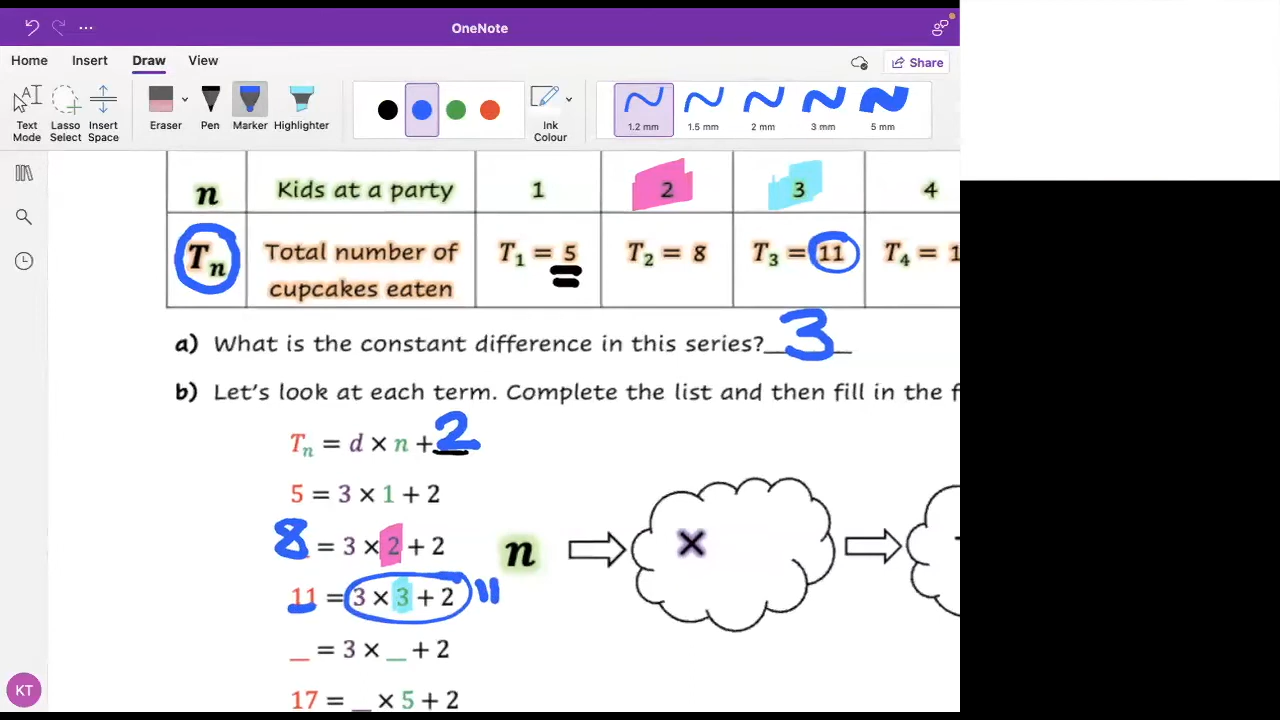 OneNote
Home Insert Draw View Share
Text Mode Lasso Select Insert Space Eraser Pen Marker Highlighter Ink Colour 1.2 mm 1.5 mm 2 mm 3 mm 5 mm
n Kids at a party 1 2 3 4
Tn Total number of cupcakes eaten T1 = 5 T2 = 8 T3 = 11 T4 = 1
a) What is the constant difference in this series? 3
b) Let's look at each term. Complete the list and then fill in the f
Tn = d × n + 2
5 = 3 × 1 + 2
8 = 3 × 2 + 2
n ×
11 = 3 × 3 + 2 11
_ = 3 × _ + 2
17 = _ × 5 + 2
KT